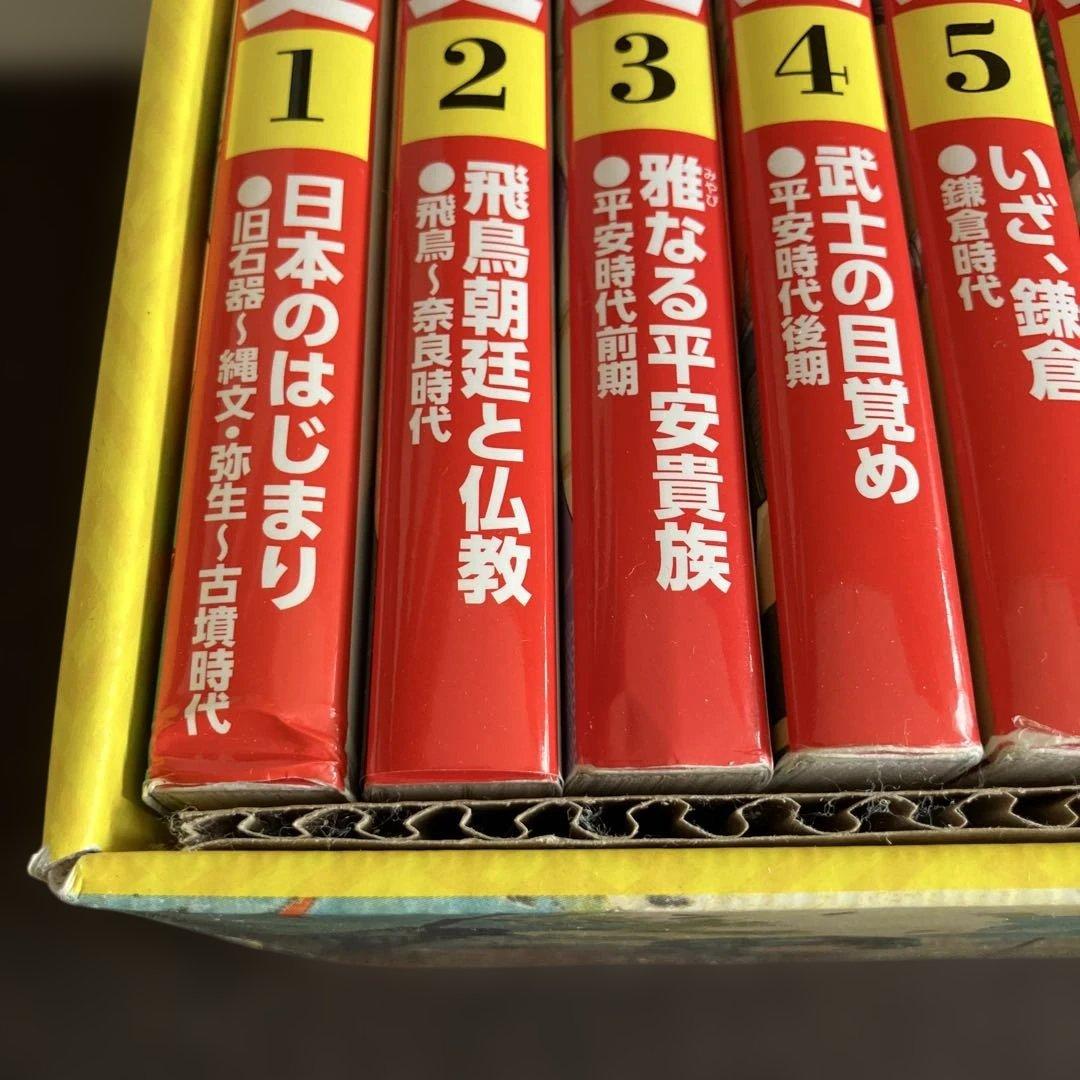 1
日本のはじまり
●旧石器～縄文・弥生～古墳時代
2
飛鳥朝廷と仏教
●飛鳥～奈良時代
3
雅なる平安貴族
みやび
●平安時代前期
4
武士の目覚め
●平安時代後期
5
いざ、鎌倉
●鎌倉時代